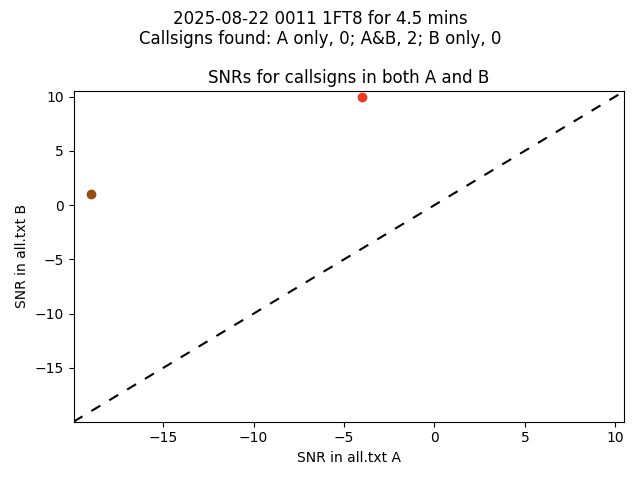 2025-08-22 0011 1FT8 for 4.5 mins
Callsigns found: A only, 0; A&B, 2; B only, 0
SNRs for callsigns in both A and B
10
5
0
−5
−10
−15
SNR in all.txt B
−15
−10
−5
0
5
10
SNR in all.txt A